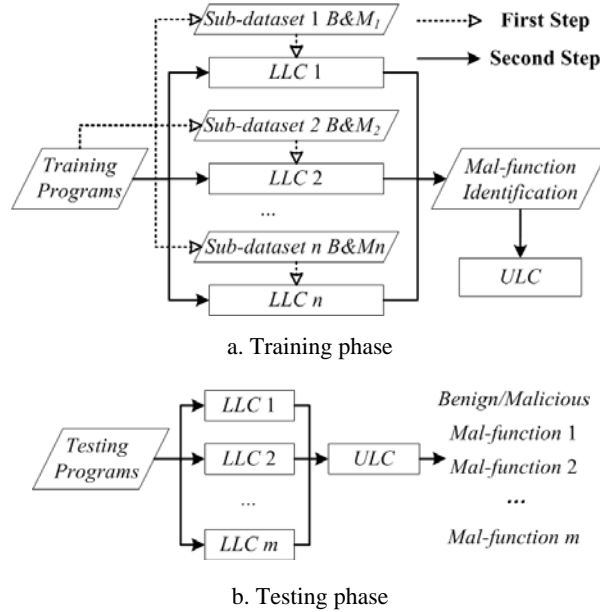 Sub-dataset 1 B&M1
First Step
LLC 1
Second Step
Sub-dataset 2 B&M2
Training
Programs
LLC 2
Mal-function
Identification
...
Sub-dataset n B&Mn
ULC
LLC n
a. Training phase
LLC 1
Benign/Malicious
Testing
Programs
LLC 2
ULC
Mal-function 1
Mal-function 2
...
...
LLC m
Mal-function m
b. Testing phase